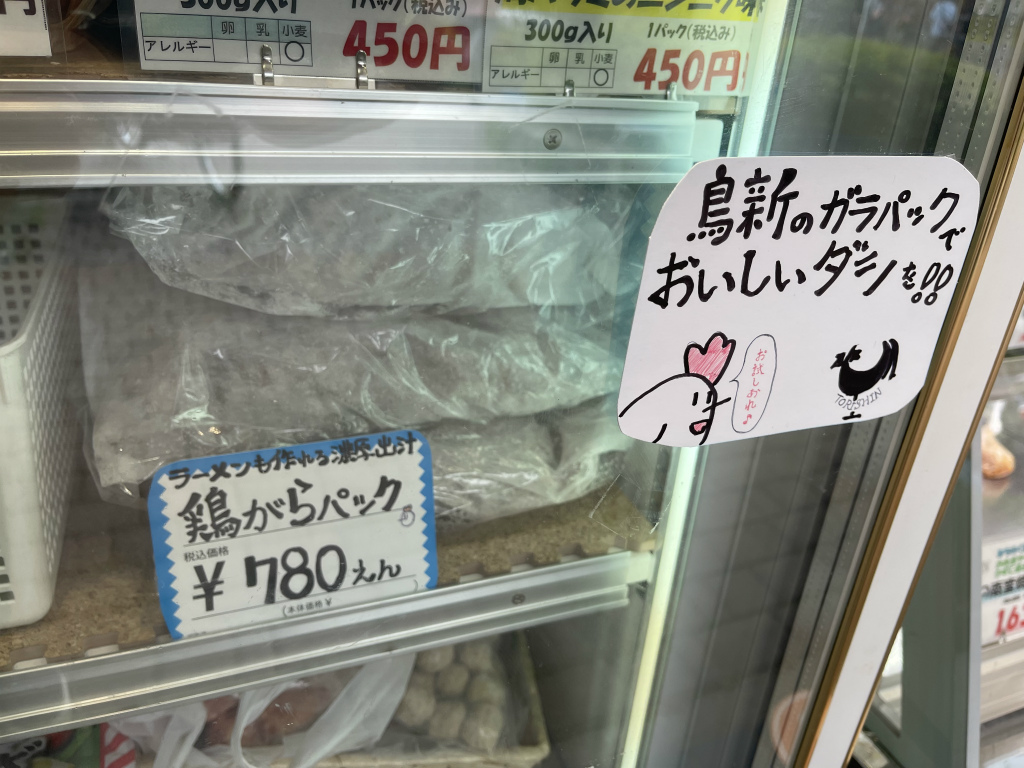 円
300g入り
1パック(税込み)
卵 乳 小麦
アレルギー ○
450円
300g入り
1パック(税込み)
卵 乳 小麦
アレルギー ○
450円
鳥新のガラパックで
おいしいダシを!!
お試しあれ♪
TORISHIN
ラーメンも作れる濃厚出汁
鶏がらパック
税込価格
¥780えん
(本体価格¥ )